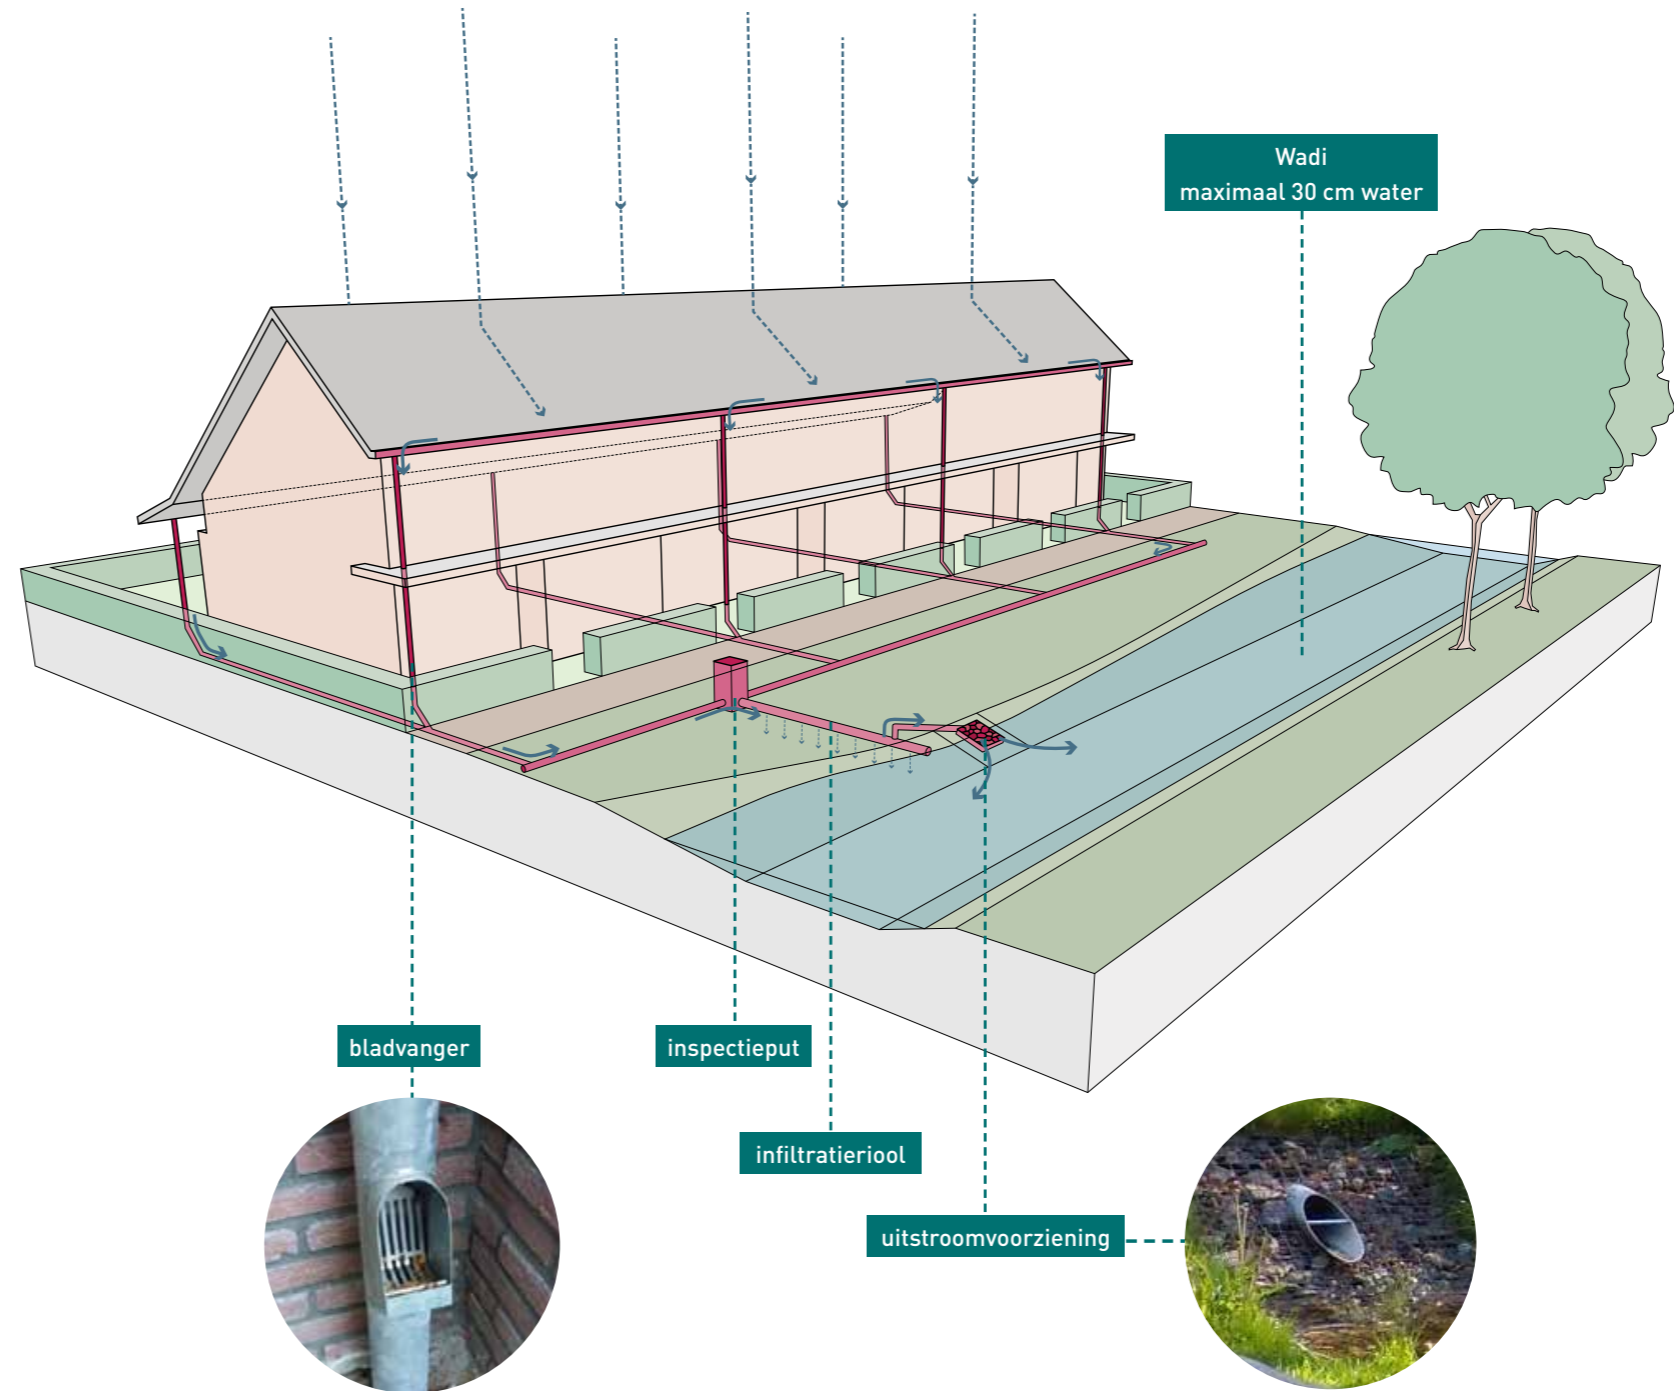 Wadi
maximaal 30 cm water
bladvanger
inspectieput
infiltratieriool
uitstroomvoorziening